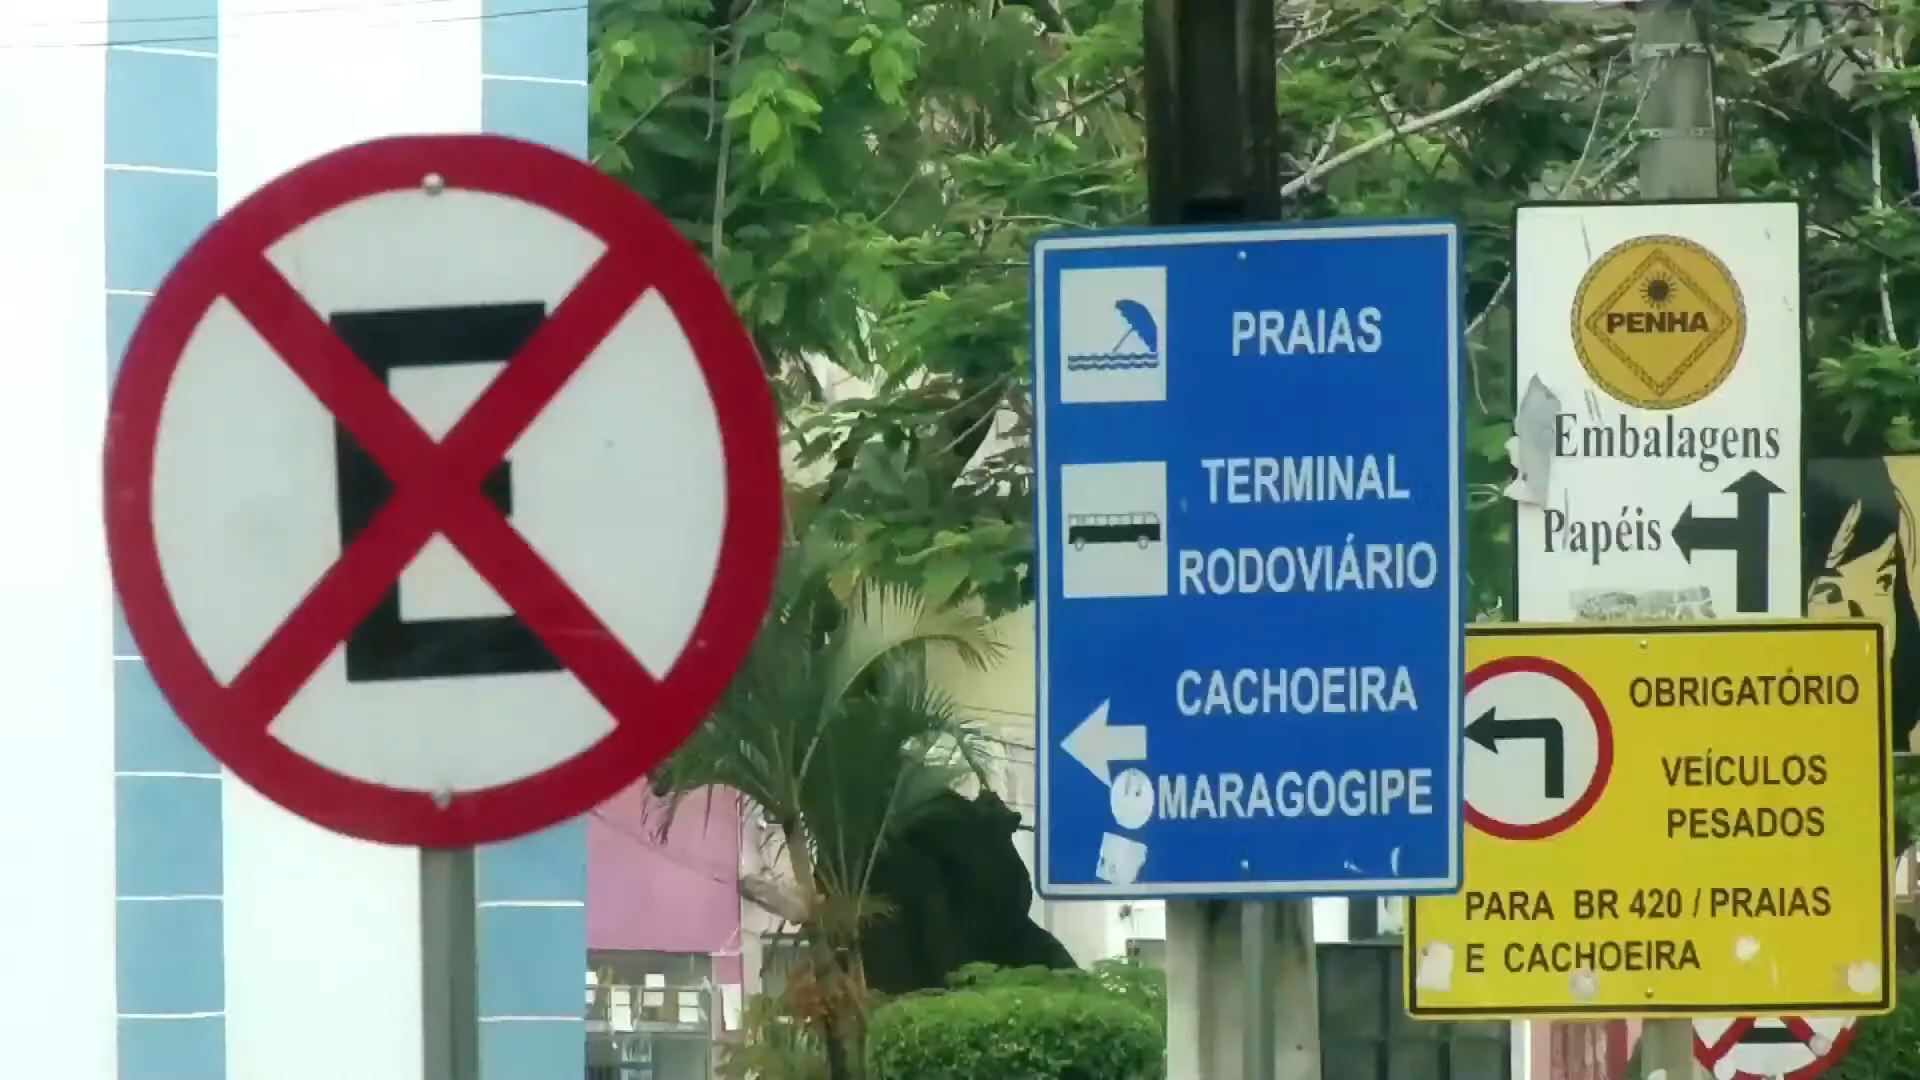 E
PRAIAS
TERMINAL
RODOVIÁRIO
CACHOEIRA
MARAGOGIPE
PENHA
Embalagens
Papéis
OBRIGATÓRIO
VEÍCULOS
PESADOS
PARA BR 420 / PRAIAS
E CACHOEIRA